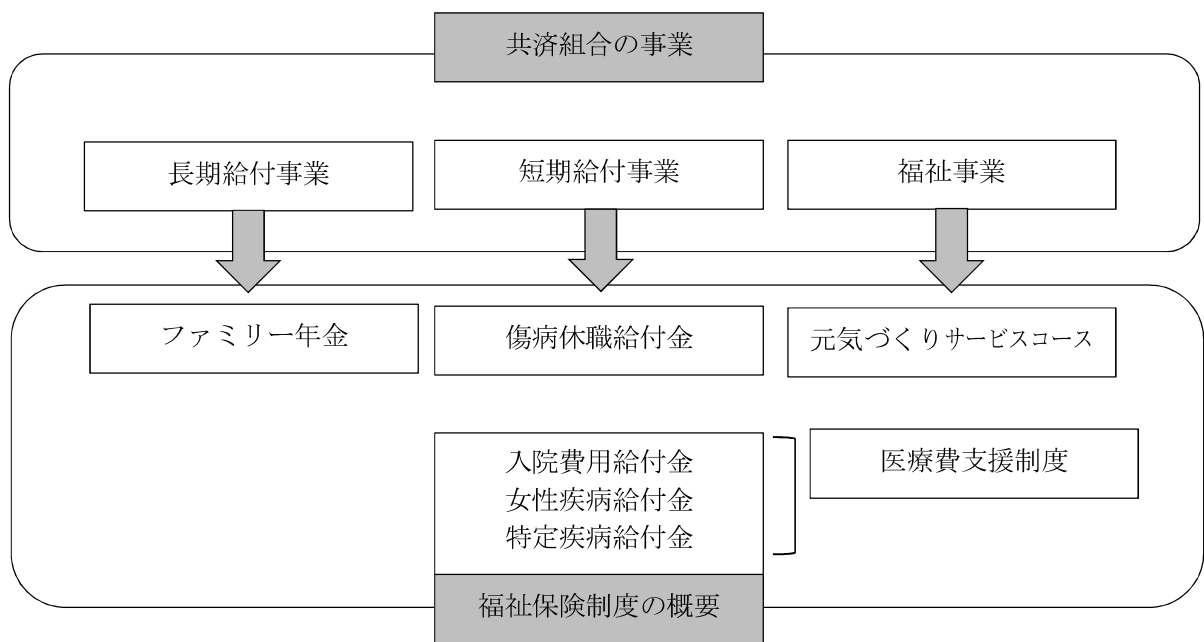 共済組合の事業
長期給付事業
短期給付事業
福祉事業
ファミリー年金
傷病休職給付金
元気づくりサービスコース
入院費用給付金
女性疾病給付金
特定疾病給付金
医療費支援制度
福祉保険制度の概要